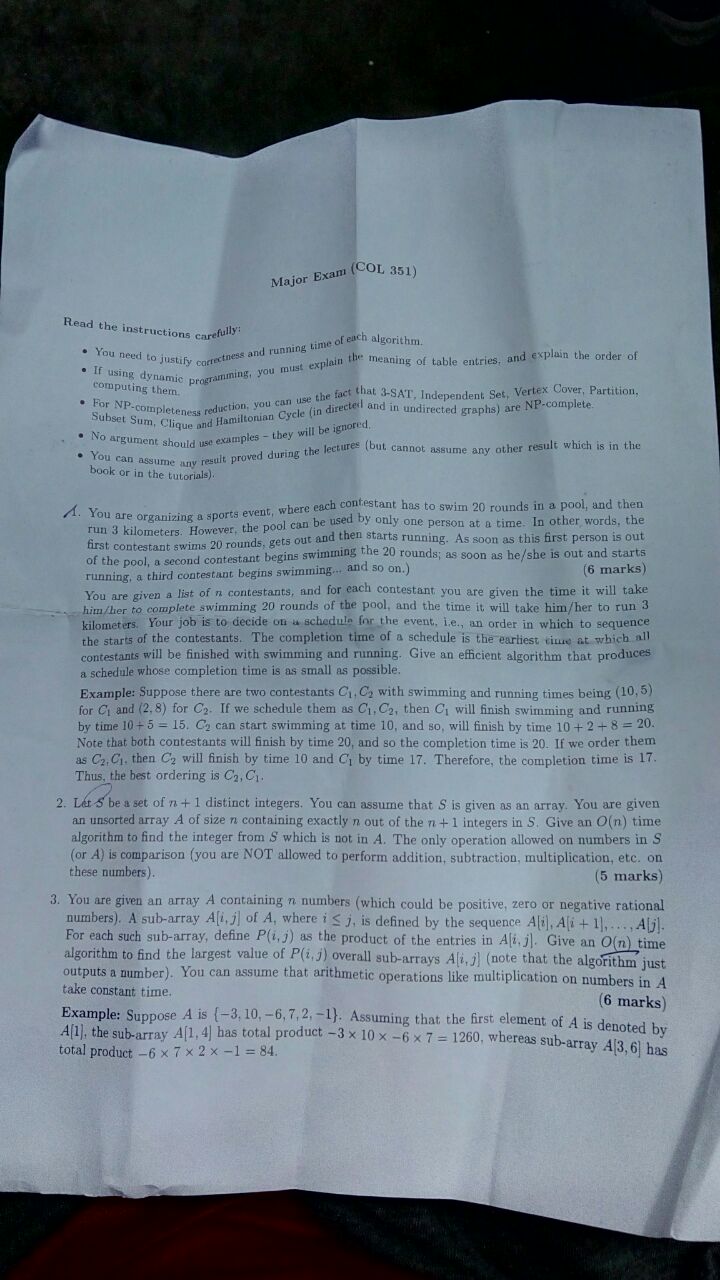 Major Exam (COL 351)
Read the instructions carefully:
• You need to justify correctness and running time of each algorithm.
• If using dynamic programming, you must explain the meaning of table entries, and explain the order of
computing them.
• For NP-completeness reduction, you can use the fact that 3-SAT, Independent Set, Vertex Cover, Partition,
Subset Sum, Clique and Hamiltonian Cycle (in directed and in undirected graphs) are NP-complete.
• No argument should use examples – they will be ignored.
• You can assume any result proved during the lectures (but cannot assume any other result which is in the
book or in the tutorials).
1. You are organizing a sports event, where each contestant has to swim 20 rounds in a pool, and then
run 3 kilometers. However, the pool can be used by only one person at a time. In other words, the
first contestant swims 20 rounds, gets out and then starts running. As soon as this first person is out
of the pool, a second contestant begins swimming the 20 rounds; as soon as he/she is out and starts
running, a third contestant begins swimming... and so on.) (6 marks)
You are given a list of n contestants, and for each contestant you are given the time it will take
him/her to complete swimming 20 rounds of the pool, and the time it will take him/her to run 3
kilometers. Your job is to decide on a schedule for the event, i.e., an order in which to sequence
the starts of the contestants. The completion time of a schedule is the earliest time at which all
contestants will be finished with swimming and running. Give an efficient algorithm that produces
a schedule whose completion time is as small as possible.
Example: Suppose there are two contestants C₁, C₂ with swimming and running times being (10, 5)
for C₁ and (2, 8) for C₂. If we schedule them as C₁, C₂, then C₁ will finish swimming and running
by time 10 + 5 = 15. C₂ can start swimming at time 10, and so, will finish by time 10 + 2 + 8 = 20.
Note that both contestants will finish by time 20, and so the completion time is 20. If we order them
as C₂, C₁, then C₂ will finish by time 10 and C₁ by time 17. Therefore, the completion time is 17.
Thus, the best ordering is C₂, C₁.
2. Let S be a set of n + 1 distinct integers. You can assume that S is given as an array. You are given
an unsorted array A of size n containing exactly n out of the n + 1 integers in S. Give an O(n) time
algorithm to find the integer from S which is not in A. The only operation allowed on numbers in S
(or A) is comparison (you are NOT allowed to perform addition, subtraction, multiplication, etc. on
these numbers). (5 marks)
3. You are given an array A containing n numbers (which could be positive, zero or negative rational
numbers). A sub-array A[i, j] of A, where i ≤ j, is defined by the sequence A[i], A[i + 1], . . . , A[j].
For each such sub-array, define P(i, j) as the product of the entries in A[i, j]. Give an O(n) time
algorithm to find the largest value of P(i, j) overall sub-arrays A[i, j] (note that the algorithm just
outputs a number). You can assume that arithmetic operations like multiplication on numbers in A
take constant time. (6 marks)
Example: Suppose A is {−3, 10, −6, 7, 2, −1}. Assuming that the first element of A is denoted by
A[1], the sub-array A[1, 4] has total product −3 × 10 × −6 × 7 = 1260, whereas sub-array A[3, 6] has
total product −6 × 7 × 2 × −1 = 84.